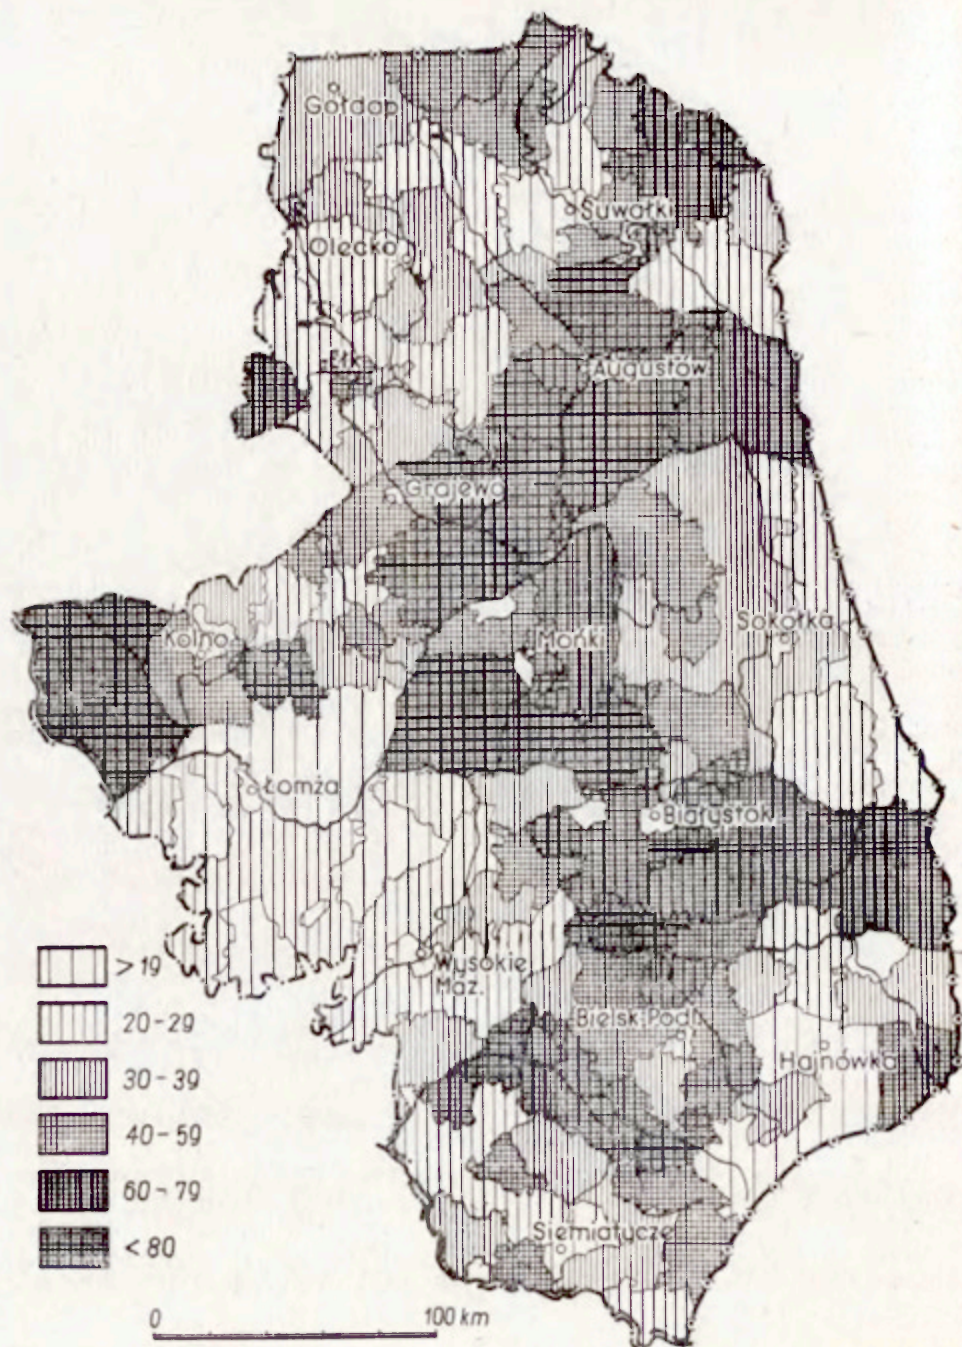 Gołdap
Suwałki
Olecko
Ełk
Augustów
Grajewo
Kolno
Mońki
Sokółka
Łomża
Białystok
Wysokie
Maz.
Bielsk Podl.
Hajnówka
Siemiatycze
> 19
20-29
30-39
40-59
60-79
< 80
0 100 km